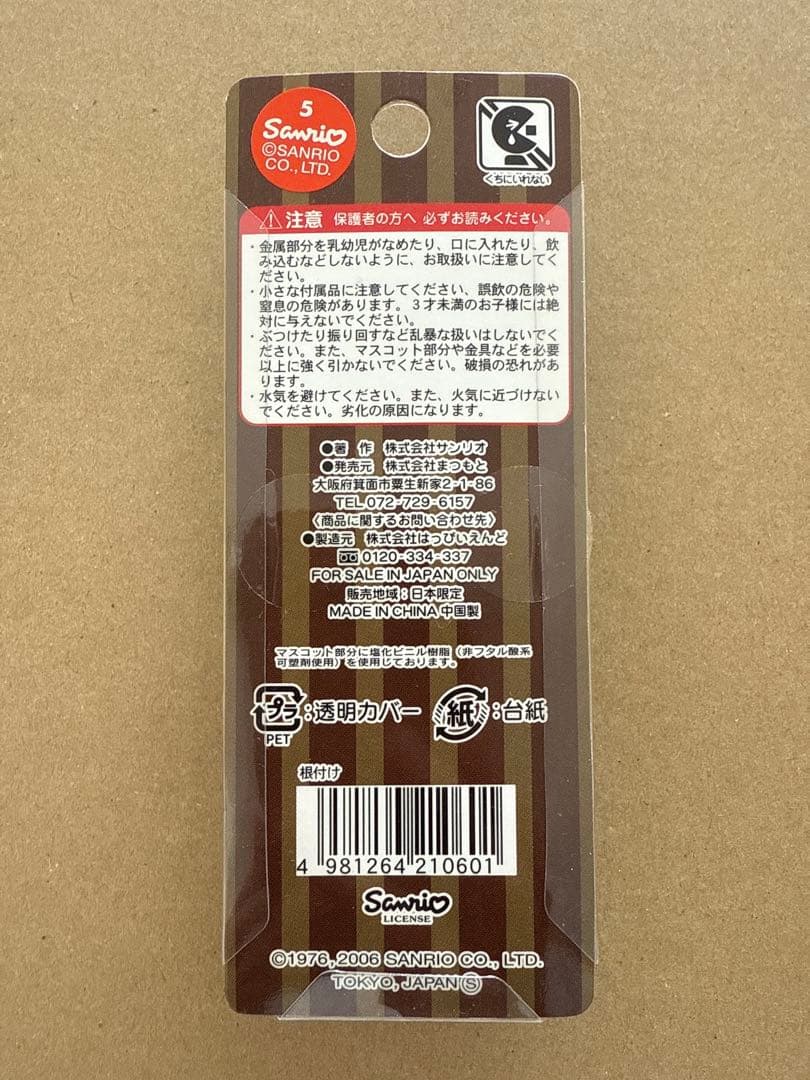 5
Sanrio
©SANRIO
CO., LTD.
くちにいれない
注意 保護者の方へ 必ずお読みください。
・金属部分を乳幼児がなめたり、口に入れたり、飲
み込むなどしないように、お取扱いに注意してくだ
さい。
・小さな付属品に注意してください、誤飲の危険や
窒息の危険があります。3才未満のお子様には絶
対に与えないでください。
・ぶつけたり振り回すなど乱暴な扱いはしないでく
ださい。また、マスコット部分や金具などを必要
以上に強く引かないでください。破損の恐れがあ
ります。
・水気を避けてください。また、火気に近づけない
でください。劣化の原因になります。
●著 作 株式会社サンリオ
●発売元 株式会社まつもと
大阪府箕面市粟生新家2-1-86
TEL 072-729-6157
〈商品に関するお問い合わせ先〉
●製造元 株式会社はっぴいえんど
0120-334-337
FOR SALE IN JAPAN ONLY
販売地域：日本限定
MADE IN CHINA 中国製
マスコット部分に塩化ビニル樹脂（非フタル酸系
可塑剤使用）を使用しております。
プラ：透明カバー 紙：台紙
PET
根付け
4 981264 210601
Sanrio
LICENSE
©1976, 2006 SANRIO CO., LTD.
TOKYO, JAPAN Ⓢ